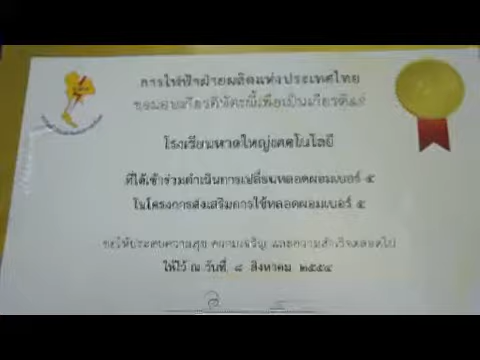 การไฟฟ้าฝ่ายผลิตแห่งประเทศไทย
ขอมอบเกียรติบัตรนี้เพื่อเป็นเกียรติแก่
โรงเรียนหาดใหญ่เทคโนโลยี
ที่ได้เข้าร่วมดำเนินการเปลี่ยนหลอดผอมเบอร์ ๕
ในโครงการส่งเสริมการใช้หลอดผอมเบอร์ ๕
ขอให้ประสบความสุข ความเจริญ และความสำเร็จตลอดไป
ให้ไว้ ณ วันที่ ๘ สิงหาคม ๒๕๕๔